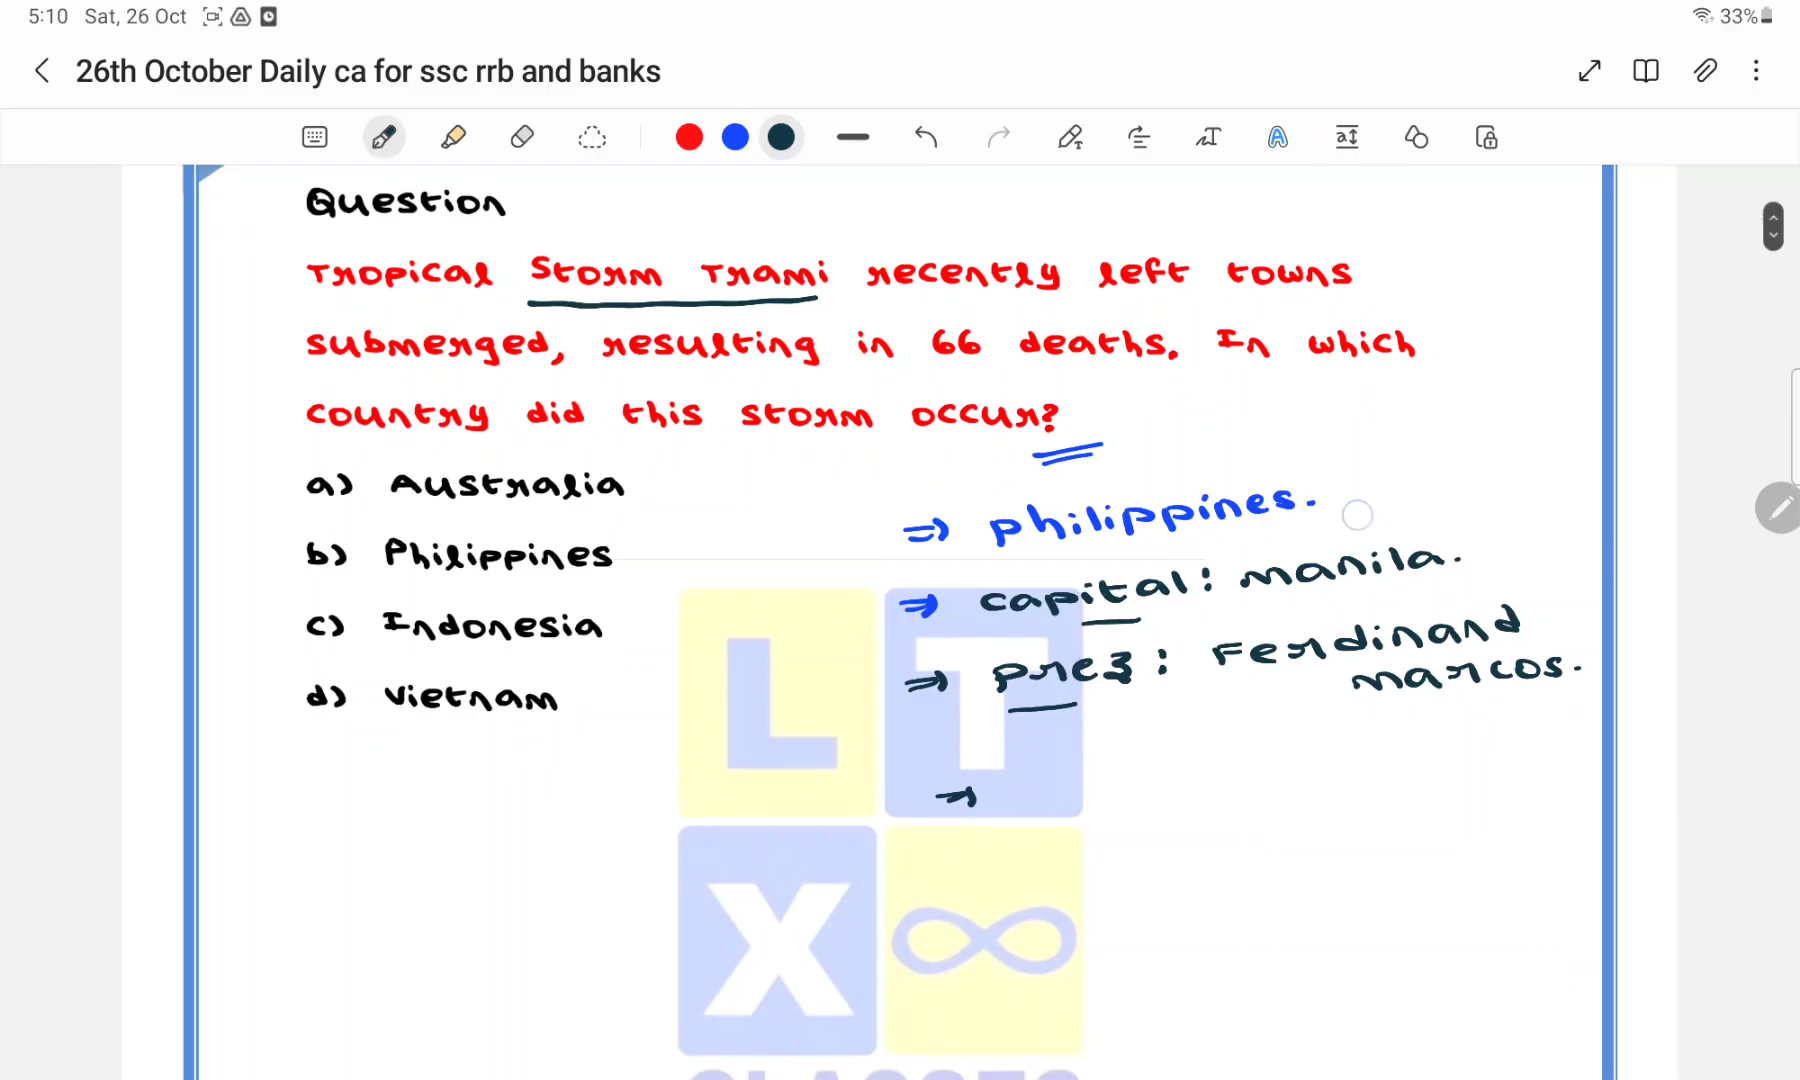 5:10 Sat, 26 Oct
33%
26th October Daily ca for ssc rrb and banks
Question
Tropical Storm Trami recently left towns
submerged, resulting in 66 deaths. In which
country did this storm occur?
a) Australia
b) Philippines
c) Indonesia
d) Vietnam
⇒ philippines.
⇒ capital: manila.
⇒ prez: Ferdinand
marcos.
→
L T
X ∞
CLASSES